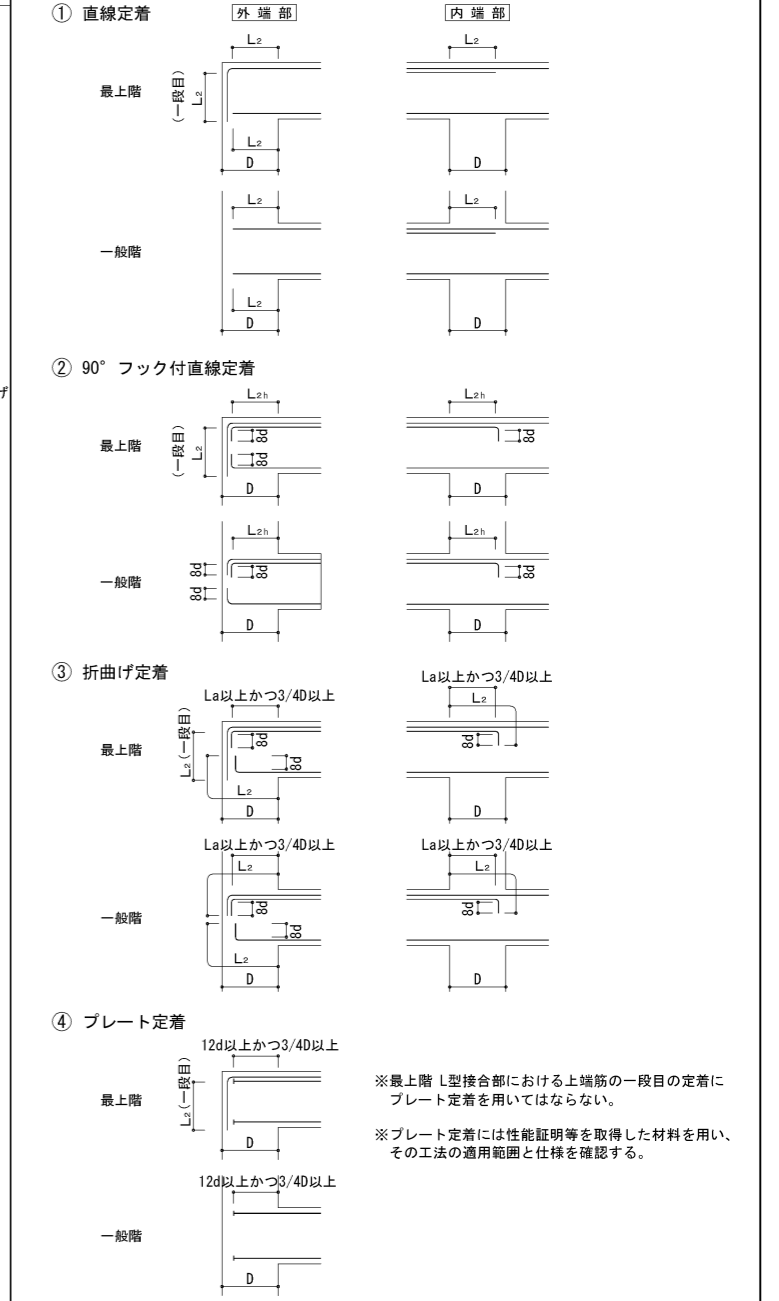 ① 直線定着
外端部
内端部
最上階
L2
L2
(一段目)
L2
L2
D
D
一般階
L2
L2
L2
D
D
げ
② 90°フック付直線定着
最上階
L2h
L2h
L2
(一段目)
8d
8d
8d
D
D
一般階
L2h
L2h
8d
8d
8d
8d
D
D
③ 折曲げ定着
最上階
La以上かつ3/4D以上
La以上かつ3/4D以上
L2
L2(一段目)
8d
8d
8d
L2
D
D
一般階
La以上かつ3/4D以上
La以上かつ3/4D以上
L2
L2
8d
8d
8d
L2
D
D
④ プレート定着
12d以上かつ3/4D以上
最上階
L2(一段目)
D
※最上階 L型接合部における上端筋の一段目の定着に
プレート定着を用いてはならない。
※プレート定着には性能証明等を取得した材料を用い、
その工法の適用範囲と仕様を確認する。
12d以上かつ3/4D以上
一般階
D